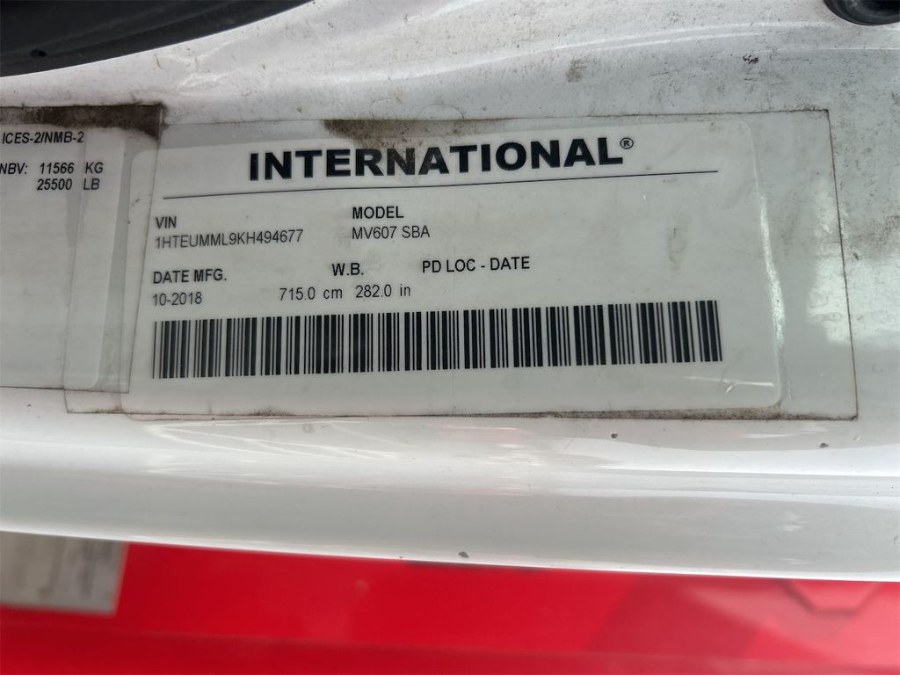 ICES-2/NMB-2
NBV: 11566 KG
25500 LB
INTERNATIONAL®
VIN
1HTEUMML9KH494677
MODEL
MV607 SBA
DATE MFG.
10-2018
W.B.
715.0 cm 282.0 in
PD LOC - DATE